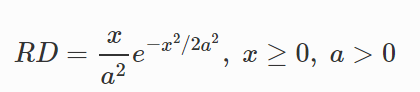 RD = \frac{x}{a^2} e^{-x^2/2a^2}, x ≥ 0, a > 0